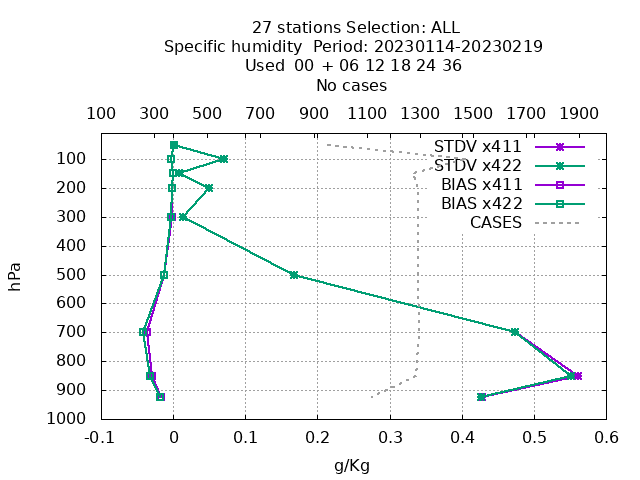 27 stations Selection: ALL
Specific humidity  Period: 20230114-20230219
Used  00 + 06 12 18 24 36
No cases
100 300 500 700 900 1100 1300 1500 1700 1900
STDV x411
STDV x422
BIAS x411
BIAS x422
CASES
100
200
300
400
500
600
700
800
900
1000
hPa
-0.1 0 0.1 0.2 0.3 0.4 0.5 0.6
g/Kg